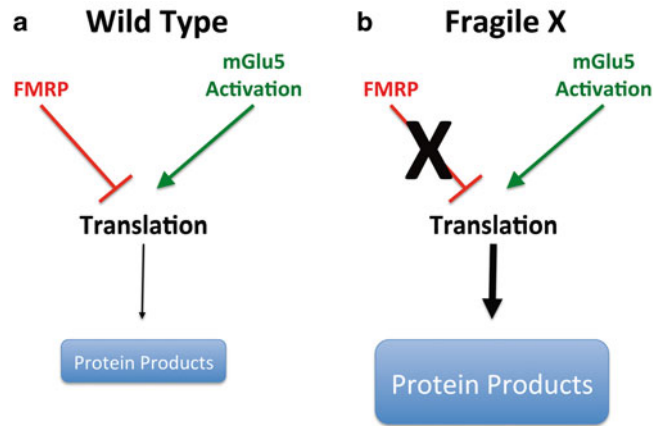 a Wild Type
FMRP
mGlu5
Activation
Translation
Protein Products
b Fragile X
FMRP
mGlu5
Activation
X
Translation
Protein Products